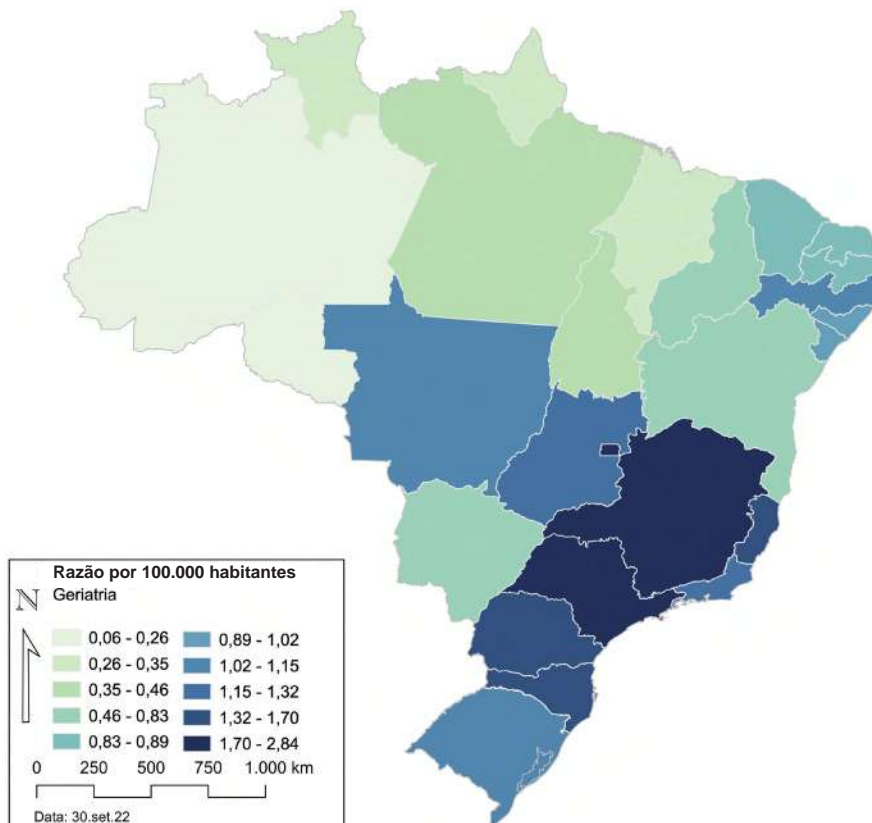 Razão por 100.000 habitantes
N Geriatria
0,06 - 0,26 0,89 - 1,02
0,26 - 0,35 1,02 - 1,15
0,35 - 0,46 1,15 - 1,32
0,46 - 0,83 1,32 - 1,70
0,83 - 0,89 1,70 - 2,84
0 250 500 750 1.000 km
Data: 30.set.22